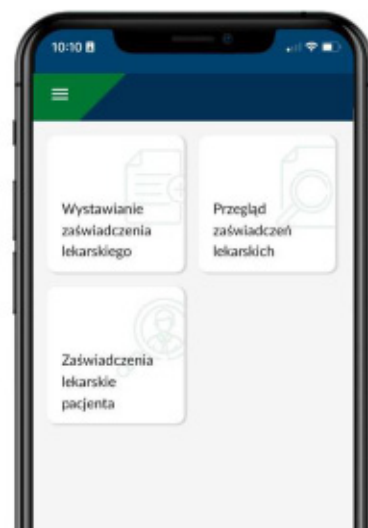 10:10
Wystawianie
zaświadczenia
lekarskiego
Przegląd
zaświadczeń
lekarskich
Zaświadczenia
lekarskie
pacjenta